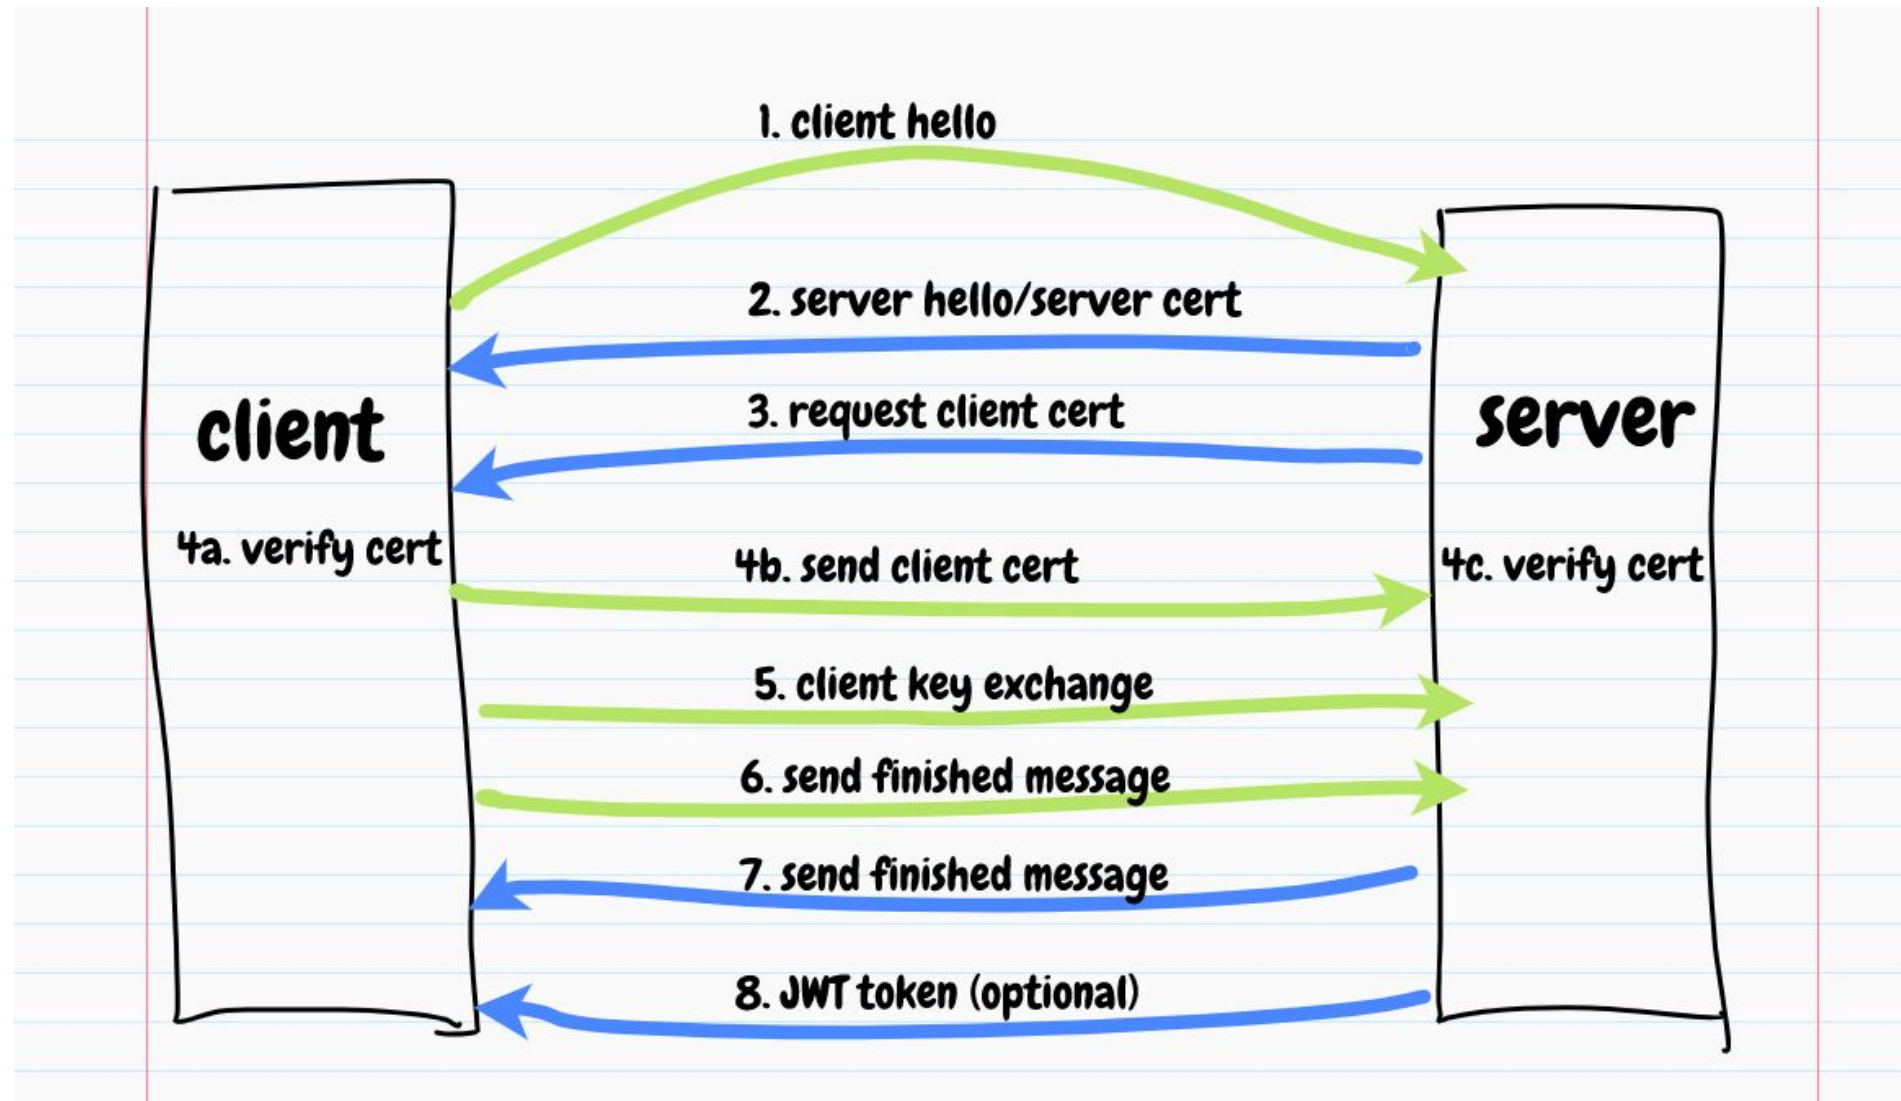 1. client hello
2. server hello/server cert
3. request client cert
client
server
4a. verify cert
4b. send client cert
4c. verify cert
5. client key exchange
6. send finished message
7. send finished message
8. JWT token (optional)